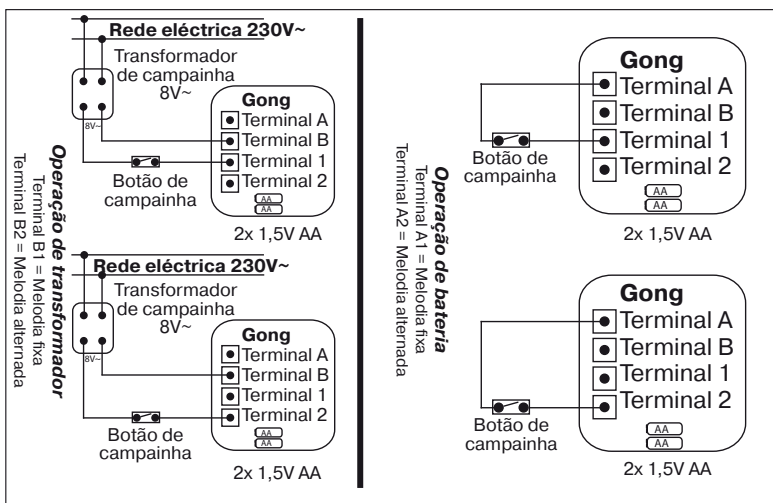 Rede eléctrica 230V~
Transformador
de campainha
8V~
8V~
Gong
Terminal A
Terminal B
Terminal 1
Terminal 2
Botão de
campainha
AA
AA
2x 1,5V AA
Rede eléctrica 230V~
Transformador
de campainha
8V~
8V~
Gong
Terminal A
Terminal B
Terminal 1
Terminal 2
Botão de
campainha
AA
AA
2x 1,5V AA
Operação de transformador
Terminal B1 = Melodia fixa
Terminal B2 = Melodia alternada
Gong
Terminal A
Terminal B
Terminal 1
Terminal 2
Botão de
campainha
AA
AA
2x 1,5V AA
Operação de bateria
Terminal A1 = Melodia fixa
Terminal A2 = Melodia alternada
Gong
Terminal A
Terminal B
Terminal 1
Terminal 2
Botão de
campainha
AA
AA
2x 1,5V AA